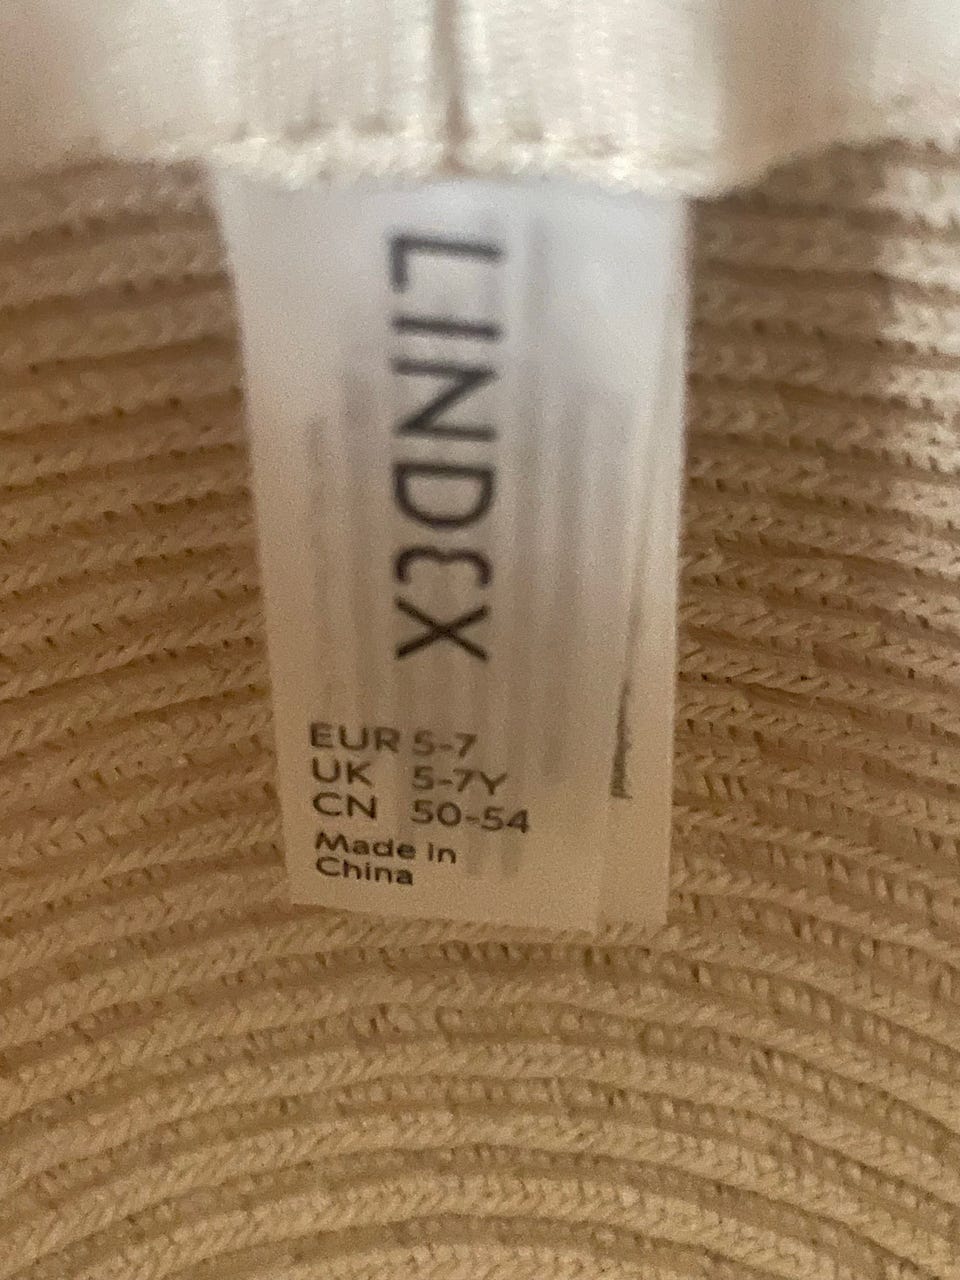 LINDEX
EUR 5-7
UK 5-7Y
CN 50-54
Made in
China